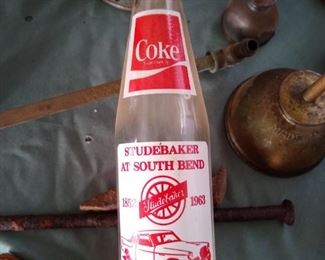 Coke
STUDEBAKER
AT SOUTH BEND
1852 1963
Studebaker